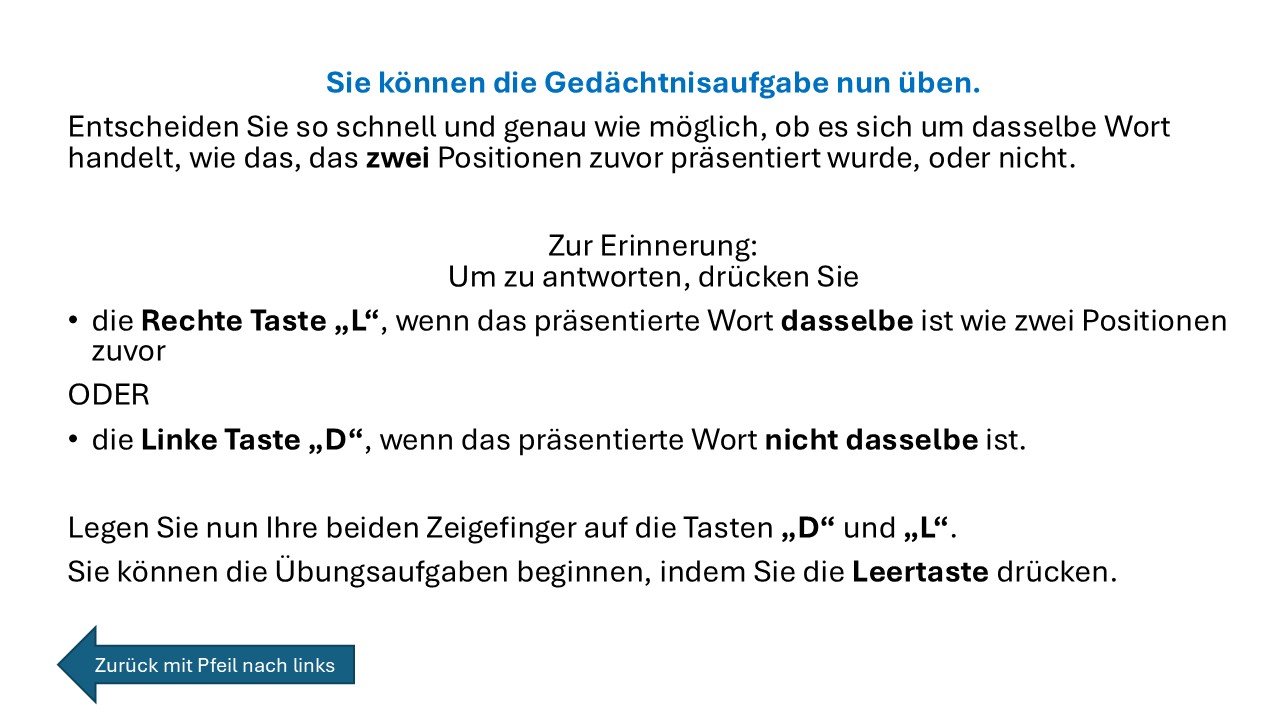 Sie können die Gedächtnisaufgabe nun üben.
Entscheiden Sie so schnell und genau wie möglich, ob es sich um dasselbe Wort
handelt, wie das, das zwei Positionen zuvor präsentiert wurde, oder nicht.
Zur Erinnerung:
Um zu antworten, drücken Sie
• die Rechte Taste „L“, wenn das präsentierte Wort dasselbe ist wie zwei Positionen
zuvor
ODER
• die Linke Taste „D“, wenn das präsentierte Wort nicht dasselbe ist.
Legen Sie nun Ihre beiden Zeigefinger auf die Tasten „D“ und „L“.
Sie können die Übungsaufgaben beginnen, indem Sie die Leertaste drücken.
Zurück mit Pfeil nach links